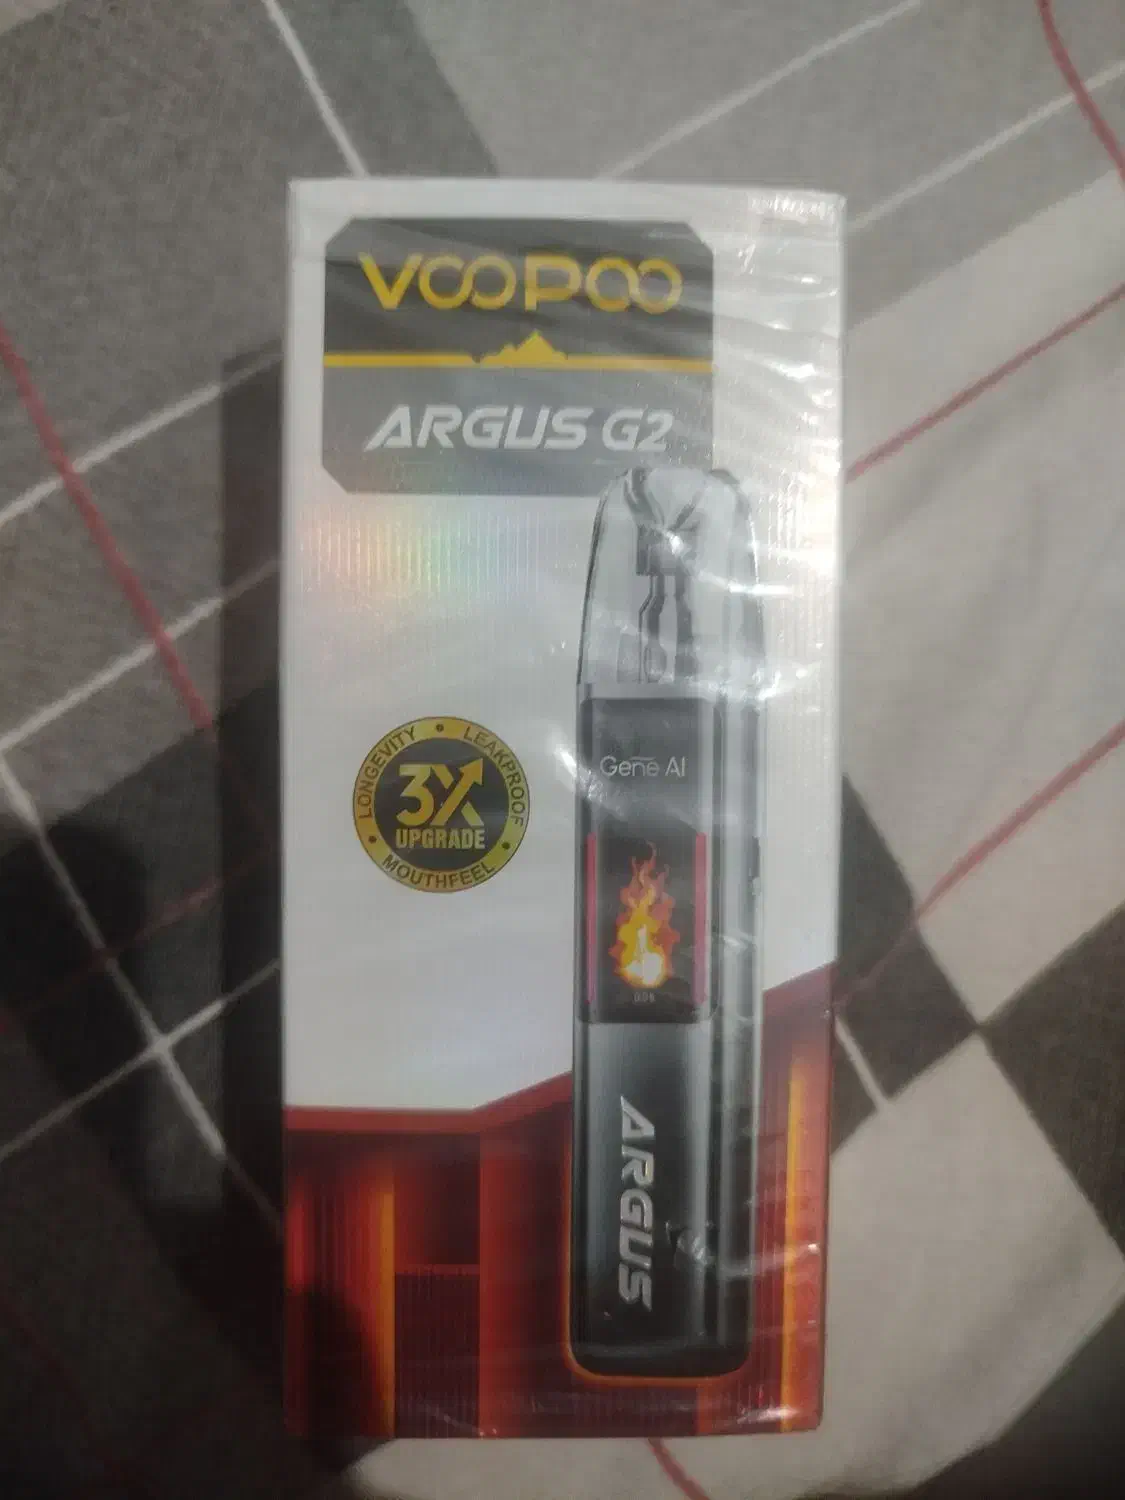 VOOPOO
ARGUS G2
Gene AI
LONGEVITY • LEAKPROOF • MOUTHFEEL •
3X
UPGRADE
ARGUS